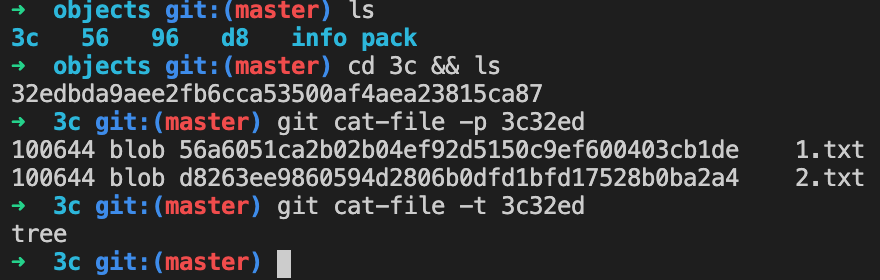 ➜  objects git:(master) ls
3c   56   96   d8   info pack
➜  objects git:(master) cd 3c && ls
32edbda9aee2fb6cca53500af4aea23815ca87
➜  3c git:(master) git cat-file -p 3c32ed
100644 blob 56a6051ca2b02b04ef92d5150c9ef600403cb1de    1.txt
100644 blob d8263ee9860594d2806b0dfd1bfd17528b0ba2a4    2.txt
➜  3c git:(master) git cat-file -t 3c32ed
tree
➜  3c git:(master)